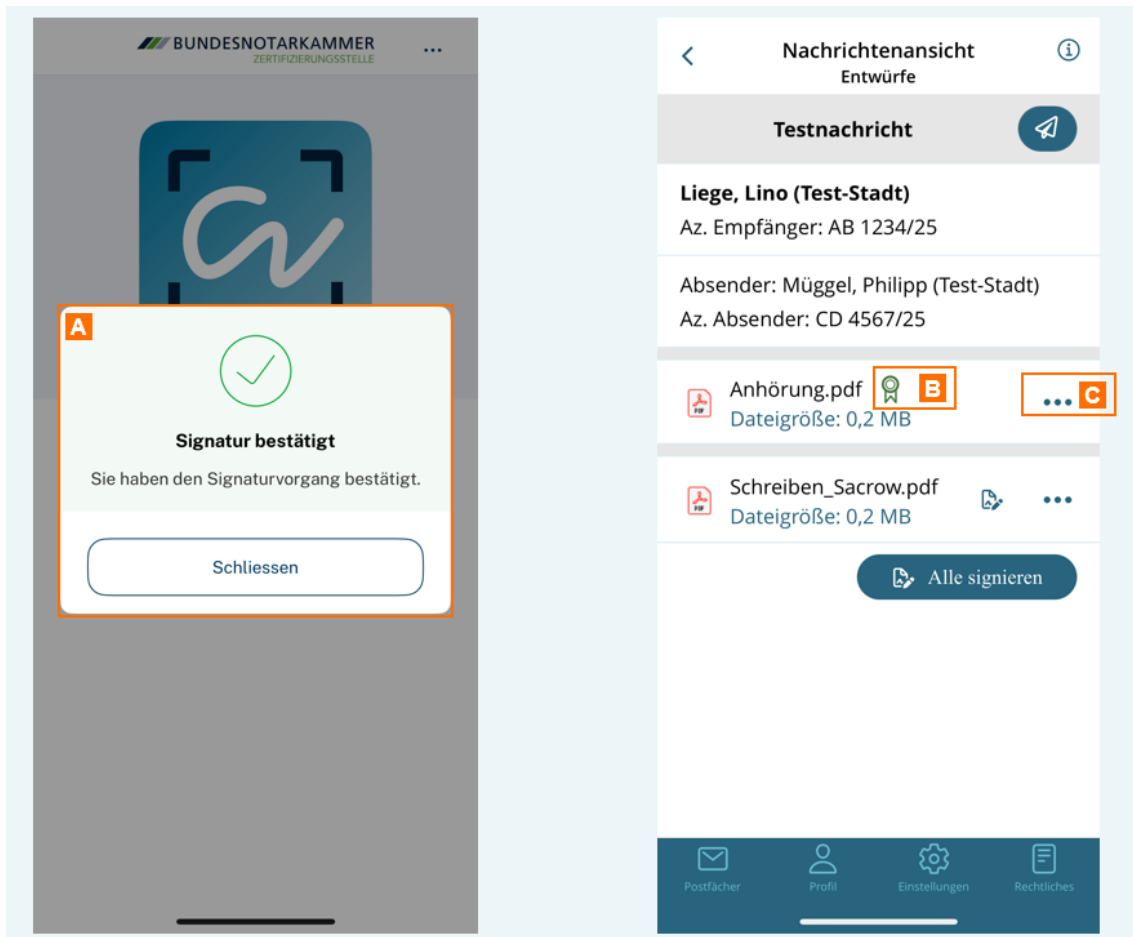 BUNDESNOTARKAMMER
ZERTIFIZIERUNGSSTELLE
A
Signatur bestätigt
Sie haben den Signaturvorgang bestätigt.
Schliessen
Nachrichtenansicht
Entwürfe
Testnachricht
Liege, Lino (Test-Stadt)
Az. Empfänger: AB 1234/25
Absender: Müggel, Philipp (Test-Stadt)
Az. Absender: CD 4567/25
PDF
Anhörung.pdf B
Dateigröße: 0,2 MB
... C
PDF
Schreiben_Sacrow.pdf
Dateigröße: 0,2 MB
Alle signieren
Postfächer Profil Einstellungen Rechtliches